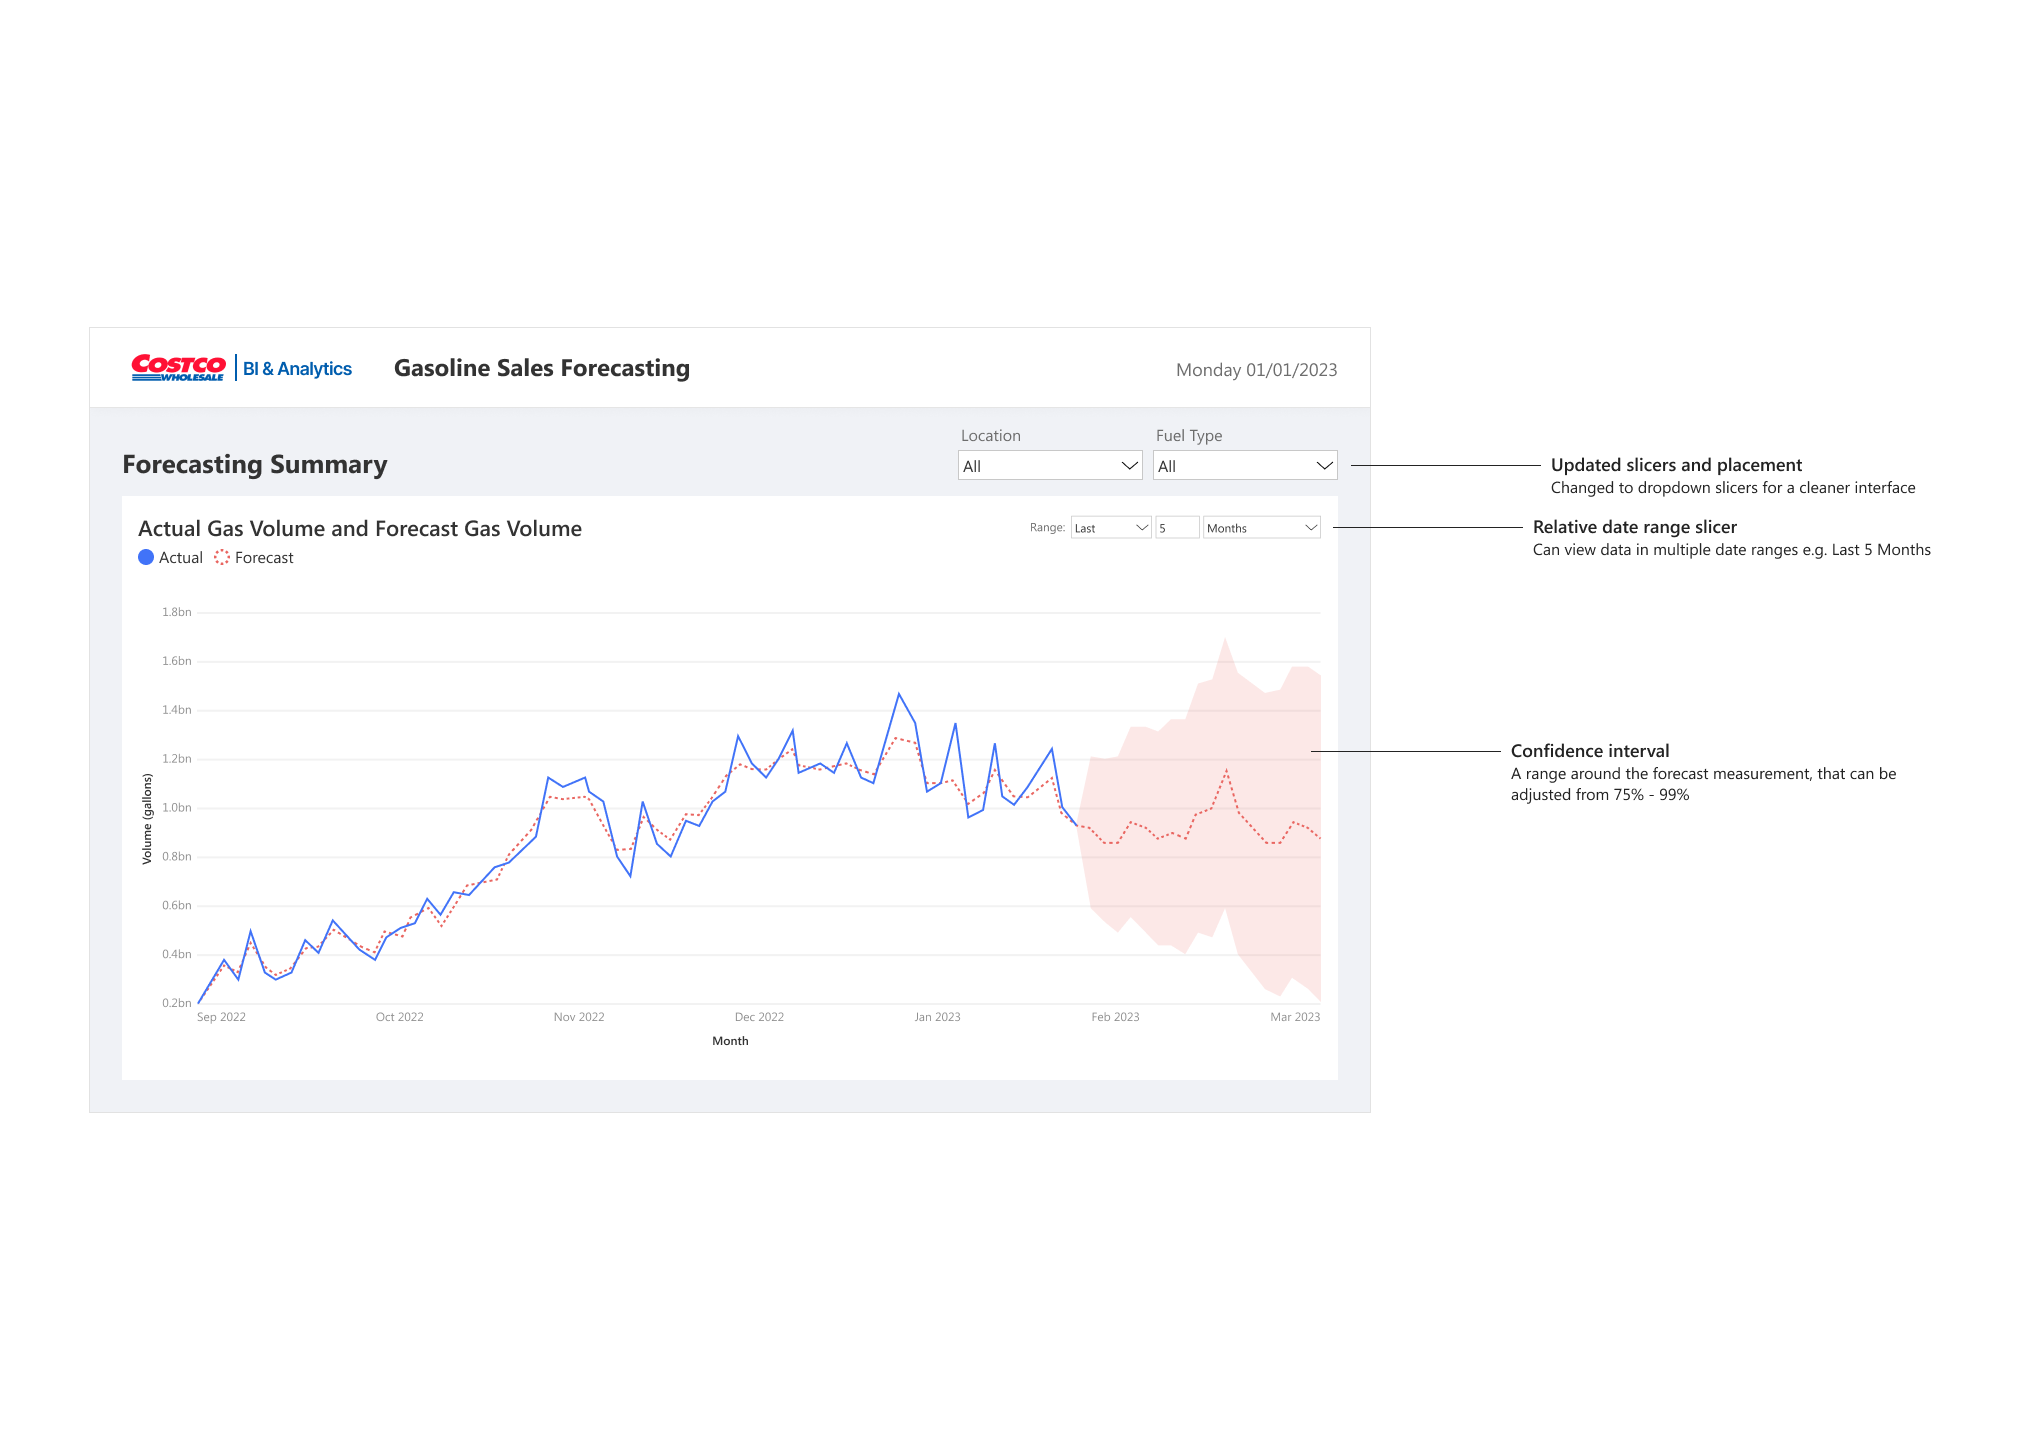 COSTCO
WHOLESALE
BI & Analytics
Gasoline Sales Forecasting
Monday 01/01/2023
Forecasting Summary
Location
All
Fuel Type
All
Updated slicers and placement
Changed to dropdown slicers for a cleaner interface
Actual Gas Volume and Forecast Gas Volume
Range: Last 5 Months
Relative date range slicer
Can view data in multiple date ranges e.g. Last 5 Months
Actual Forecast
1.8bn
1.6bn
1.4bn
1.2bn
1.0bn
0.8bn
0.6bn
0.4bn
0.2bn
Volume (gallons)
Confidence interval
A range around the forecast measurement, that can be
adjusted from 75% - 99%
Sep 2022 Oct 2022 Nov 2022 Dec 2022 Jan 2023 Feb 2023 Mar 2023
Month